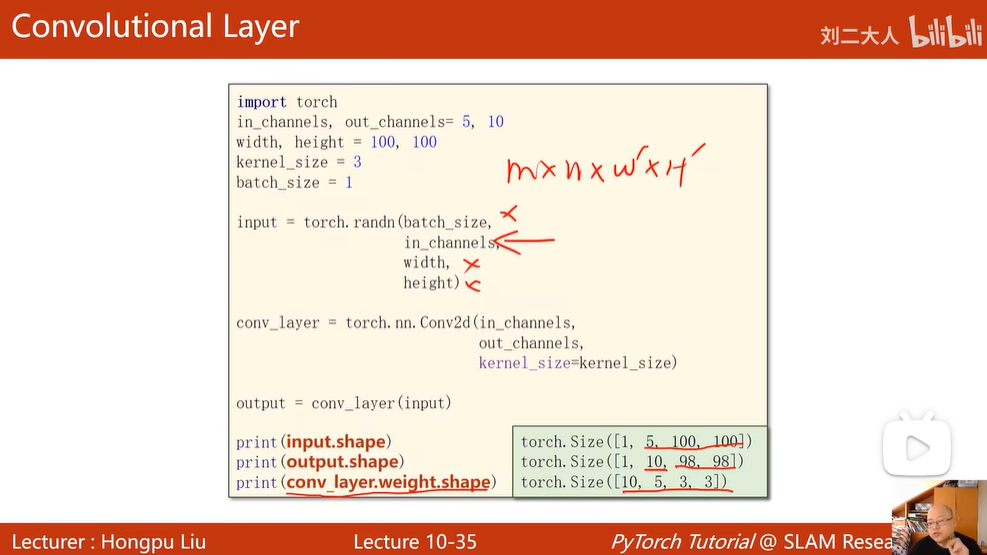 Convolutional Layer
刘二大人 bilibili
import torch
in_channels, out_channels= 5, 10
width, height = 100, 100
kernel_size = 3
batch_size = 1
m×n×w'×H'
input = torch.randn(batch_size, ×
in_channels,
width, ×
height) ×
conv_layer = torch.nn.Conv2d(in_channels,
out_channels,
kernel_size=kernel_size)
output = conv_layer(input)
print(input.shape)
print(output.shape)
print(conv_layer.weight.shape)
torch.Size([1, 5, 100, 100])
torch.Size([1, 10, 98, 98])
torch.Size([10, 5, 3, 3])
Lecturer : Hongpu Liu
Lecture 10-35
PyTorch Tutorial @ SLAM Resea